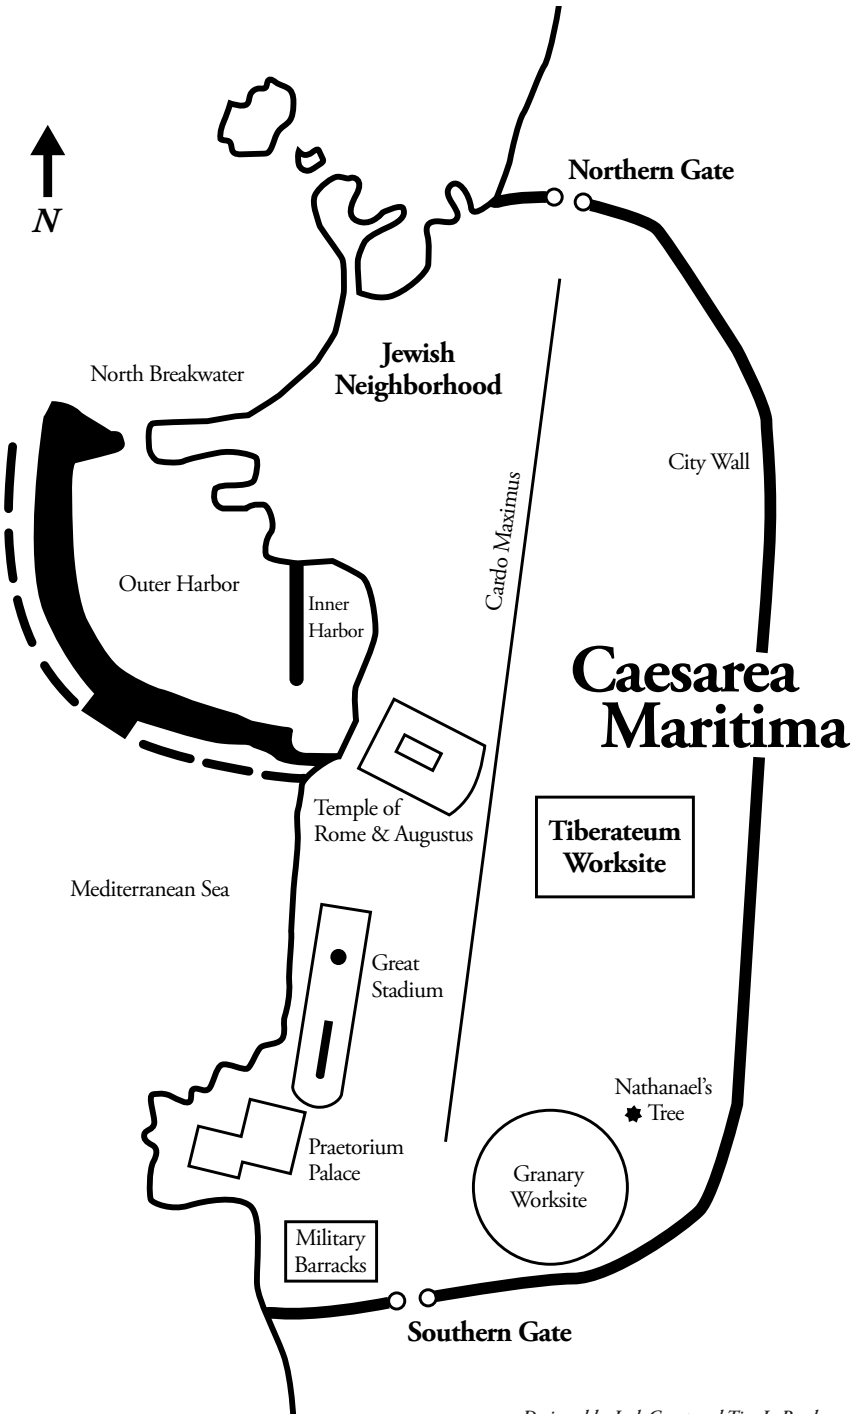 Northern Gate
N
Jewish
Neighborhood
North Breakwater
City Wall
Cardo Maximus
Outer Harbor
Inner
Harbor
Caesarea
Maritima
Temple of
Rome & Augustus
Tiberateum
Worksite
Mediterranean Sea
Great
Stadium
Nathanael’s
Tree
Praetorium
Palace
Granary
Worksite
Military
Barracks
Southern Gate